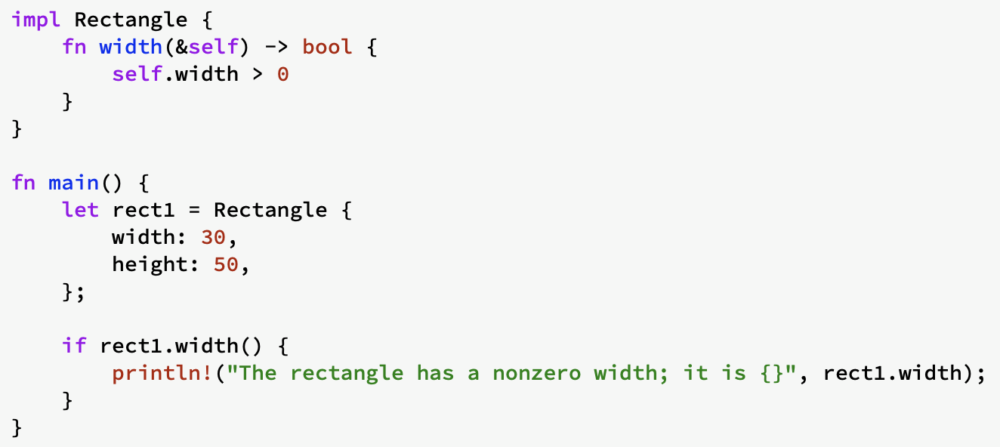 impl Rectangle {
    fn width(&self) -> bool {
        self.width > 0
    }
}

fn main() {
    let rect1 = Rectangle {
        width: 30,
        height: 50,
    };

    if rect1.width() {
        println!("The rectangle has a nonzero width; it is {}", rect1.width);
    }
}